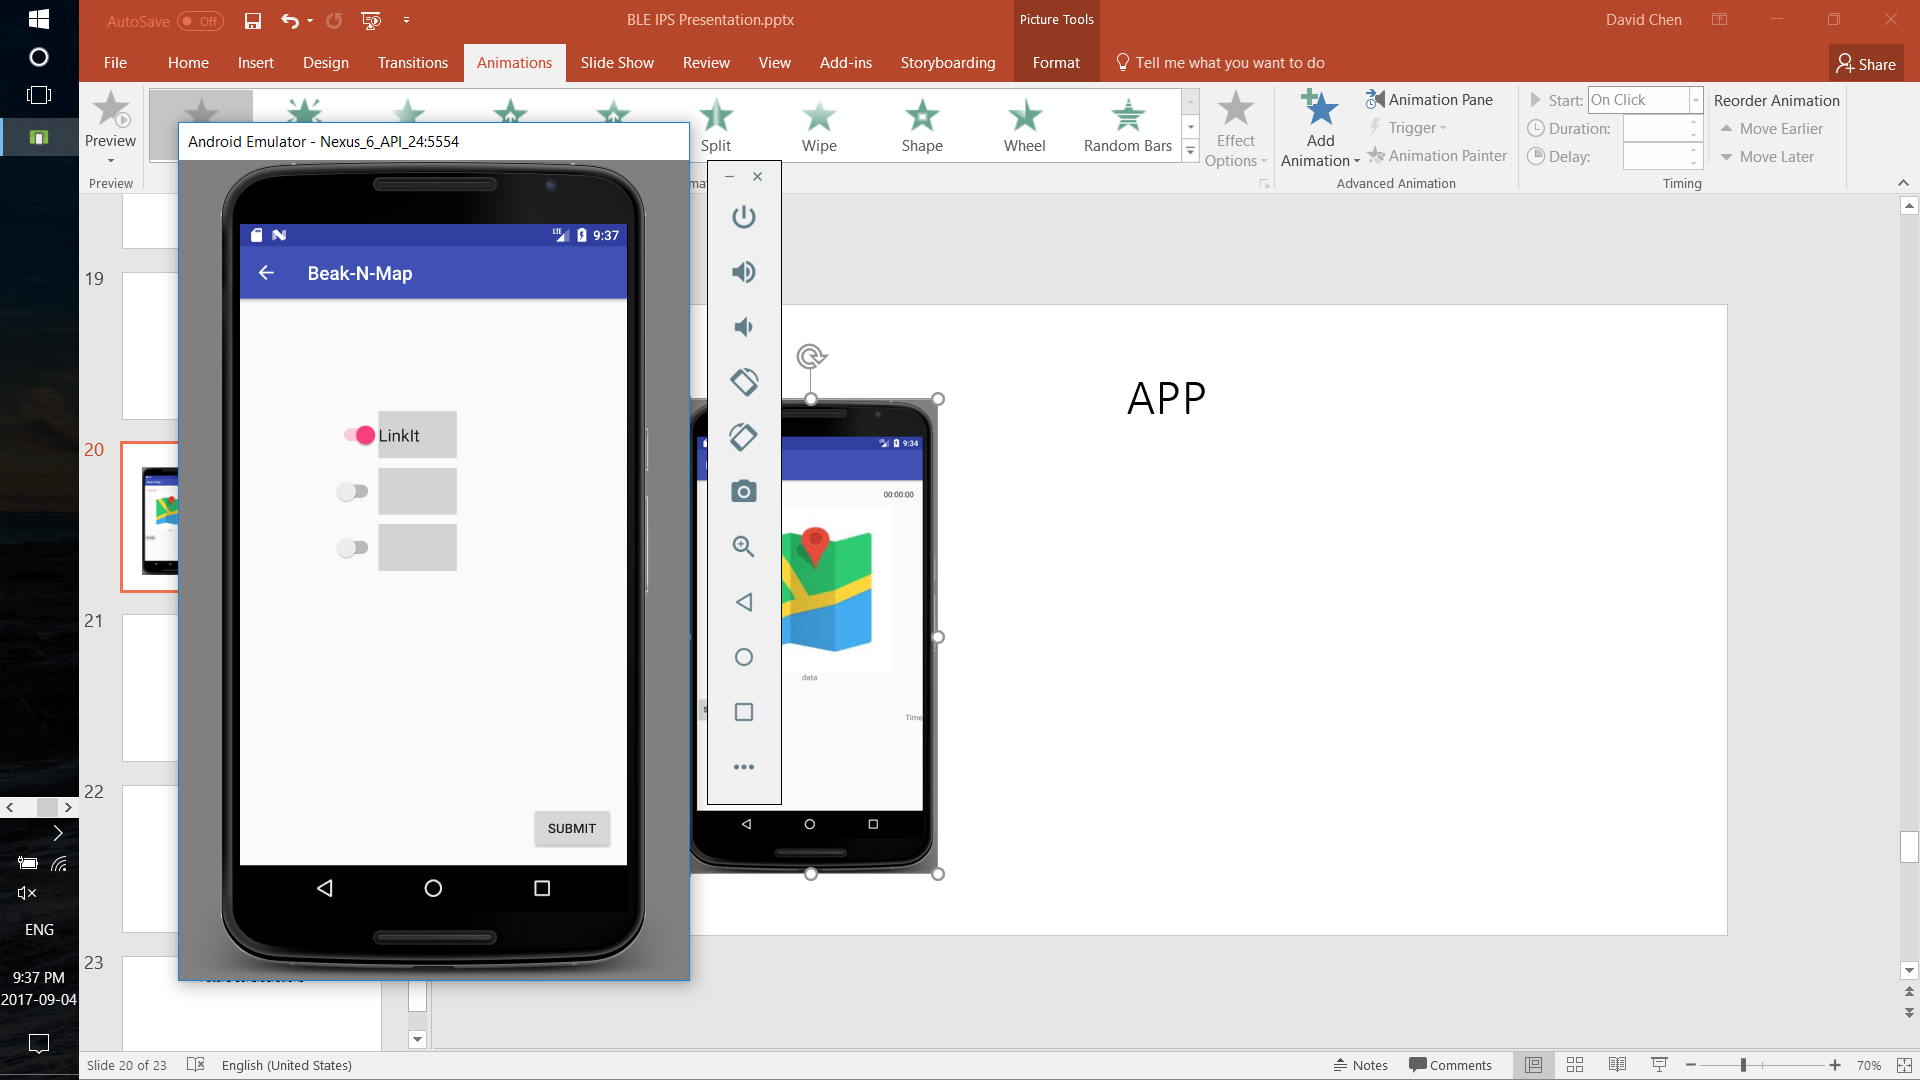 AutoSave Off
BLE IPS Presentation.pptx
Picture Tools
David Chen
File Home Insert Design Transitions Animations Slide Show Review View Add-ins Storyboarding Format Tell me what you want to do
Share
Preview
Preview
Split
Wipe
Shape
Wheel
Random Bars
Effect
Options
Add
Animation
Animation Pane
Trigger
Animation Painter
Advanced Animation
Start: On Click
Duration:
Delay:
Reorder Animation
Move Earlier
Move Later
Timing
Android Emulator - Nexus_6_API_24:5554
LTE
9:37
Beak-N-Map
LinkIt
SUBMIT
19
20
21
22
23
APP
9:34
00:00:00
data
Time
ENG
9:37 PM
2017-09-04
Slide 20 of 23
English (United States)
Notes
Comments
70%